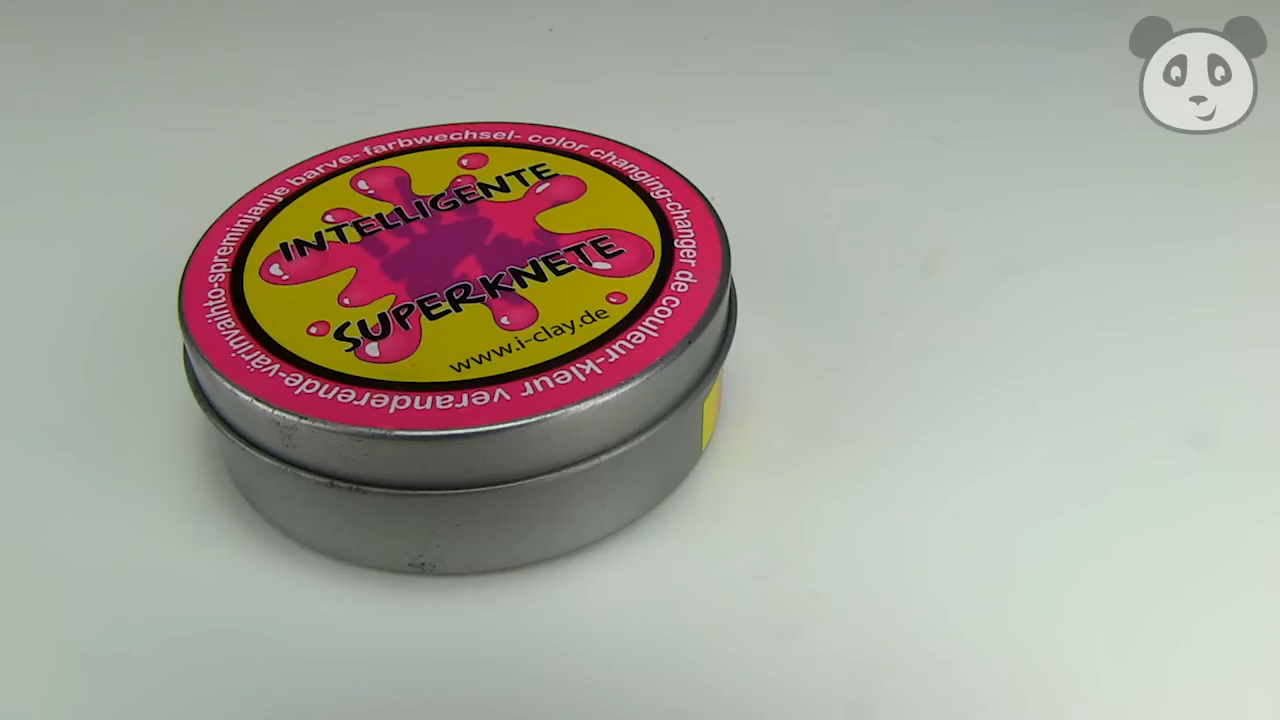 INTELLIGENTE
SUPERKNETE
www.i-clay.de
farbwechsel- color changing-changer de couleur-kleur veranderende-värinvaihto-spreminjanje barve-